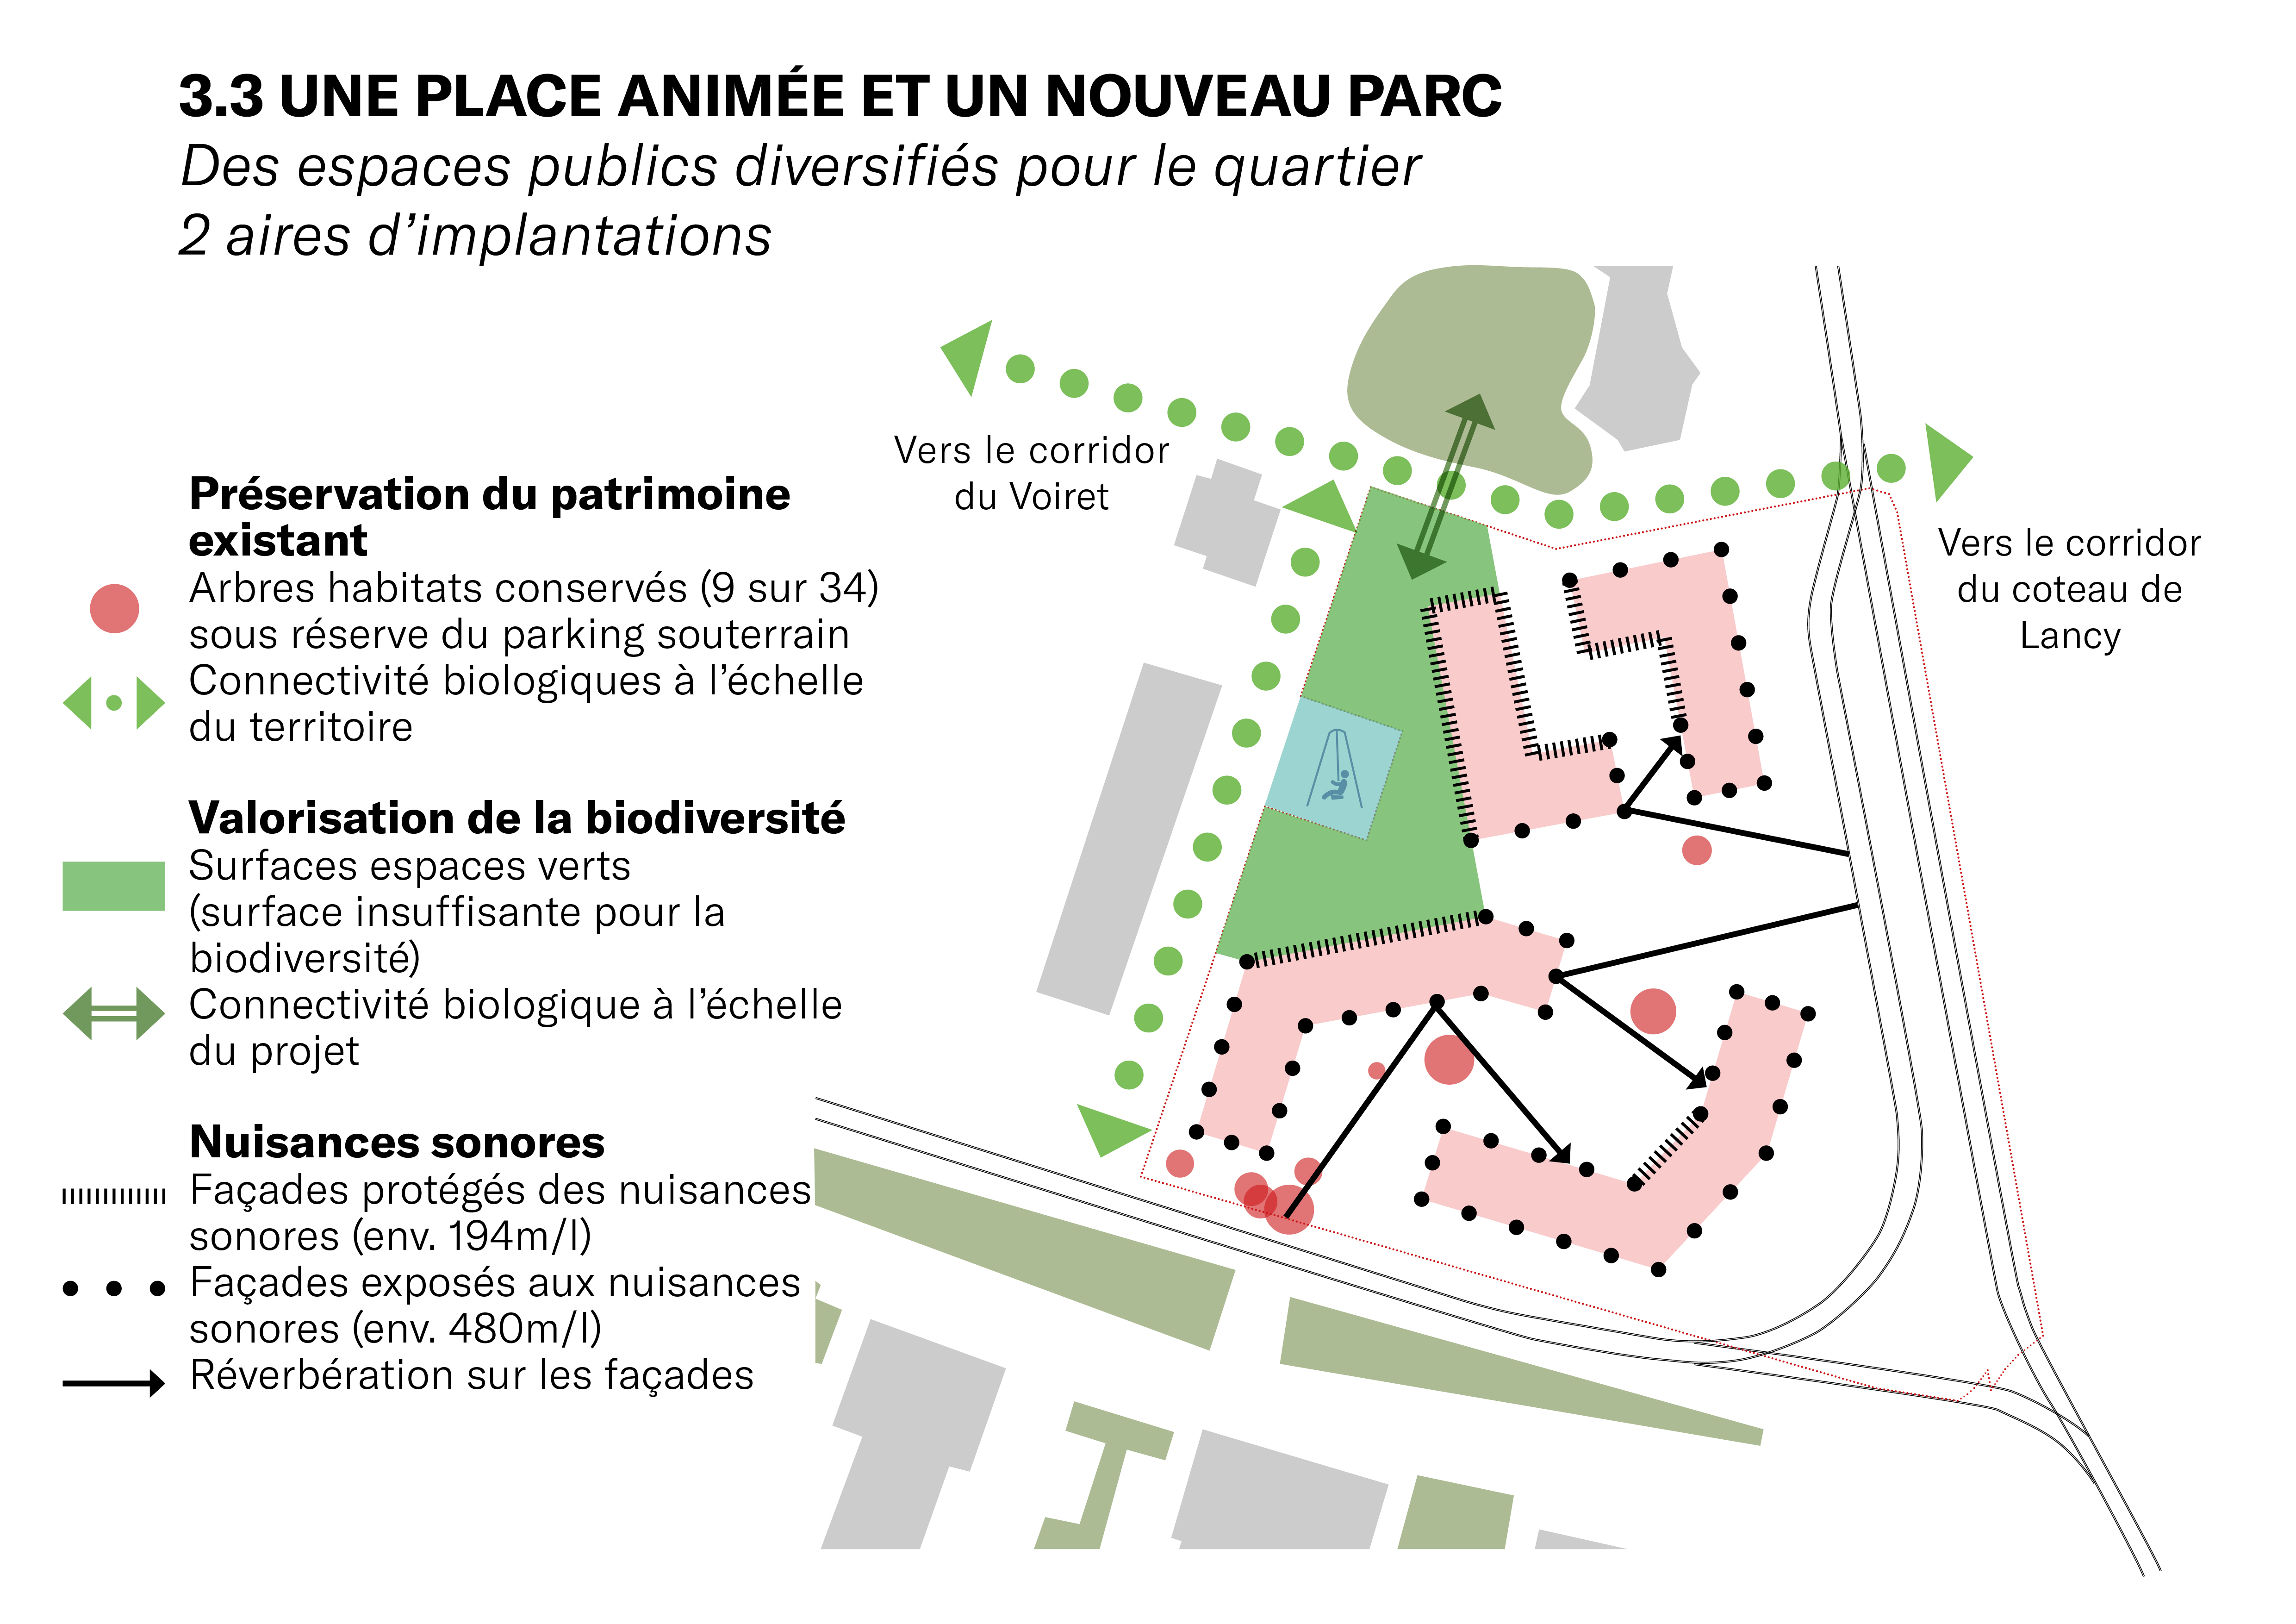 3.3 UNE PLACE ANIMÉE ET UN NOUVEAU PARC
Des espaces publics diversifiés pour le quartier
2 aires d'implantations
Vers le corridor
du Voiret
Vers le corridor
du coteau de
Lancy
Préservation du patrimoine
existant
Arbres habitats conservés (9 sur 34)
sous réserve du parking souterrain
Connectivité biologiques à l'échelle
du territoire
Valorisation de la biodiversité
Surfaces espaces verts
(surface insuffisante pour la
biodiversité)
Connectivité biologique à l'échelle
du projet
Nuisances sonores
Façades protégés des nuisances
sonores (env. 194m/l)
Façades exposés aux nuisances
sonores (env. 480m/l)
Réverbération sur les façades